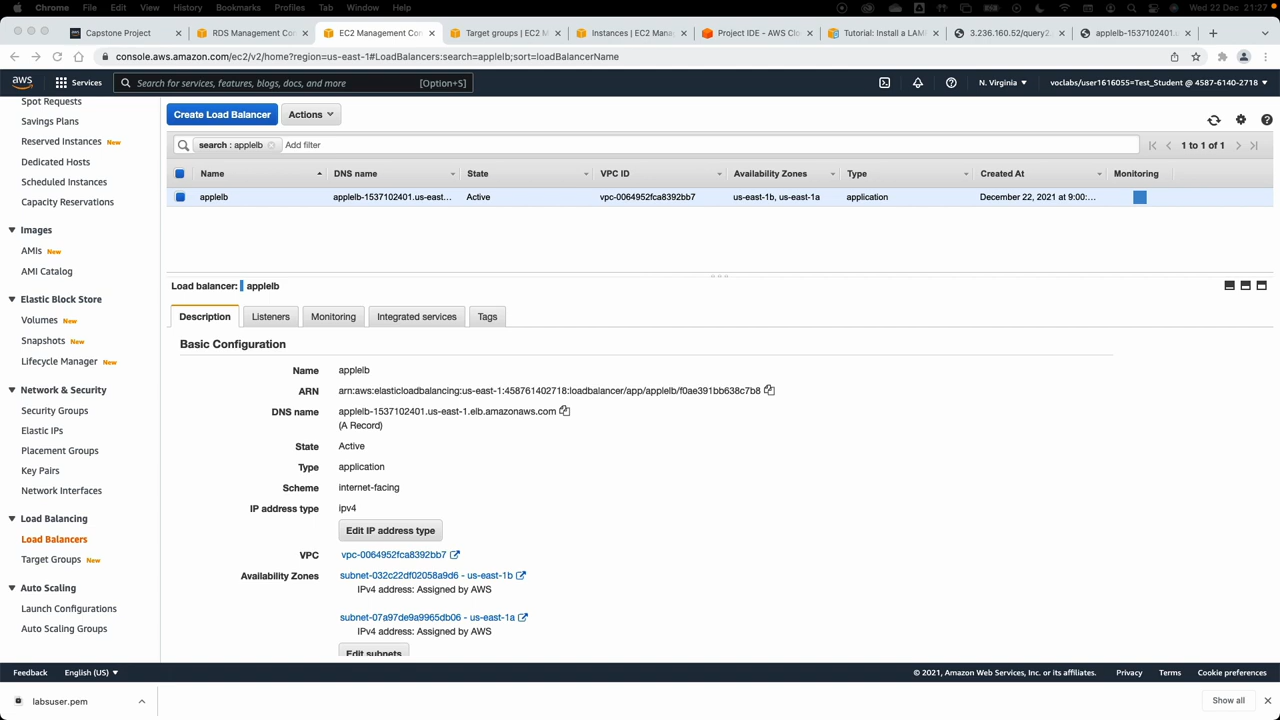 Chrome File Edit View History Bookmarks Profiles Tab Window Help Wed 22 Dec 21:27
Capstone Project RDS Management Con EC2 Management Con Target groups | EC2 M Instances | EC2 Manag Project IDE - AWS Clo Tutorial: Install a LAM 3.236.160.52/query2. applelb-1537102401.u
console.aws.amazon.com/ec2/v2/home?region=us-east-1#LoadBalancers:search=applelb;sort=loadBalancerName
aws Services Search for services, features, blogs, docs, and more [Option+S] N. Virginia voclabs/user1616055=Test_Student @ 4587-6140-2718
Spot Requests
Savings Plans
Reserved Instances New
Dedicated Hosts
Scheduled Instances
Capacity Reservations
Images
AMIs New
AMI Catalog
Elastic Block Store
Volumes New
Snapshots New
Lifecycle Manager New
Network & Security
Security Groups
Elastic IPs
Placement Groups
Key Pairs
Network Interfaces
Load Balancing
Load Balancers
Target Groups New
Auto Scaling
Launch Configurations
Auto Scaling Groups
Create Load Balancer Actions
search : applelb Add filter 1 to 1 of 1
Name DNS name State VPC ID Availability Zones Type Created At Monitoring
applelb applelb-1537102401.us-east... Active vpc-0064952fca8392bb7 us-east-1b, us-east-1a application December 22, 2021 at 9:00:...
Load balancer: applelb
Description Listeners Monitoring Integrated services Tags
Basic Configuration
Name applelb
ARN arn:aws:elasticloadbalancing:us-east-1:458761402718:loadbalancer/app/applelb/f0ae391bb638c7b8
DNS name applelb-1537102401.us-east-1.elb.amazonaws.com
(A Record)
State Active
Type application
Scheme internet-facing
IP address type ipv4
Edit IP address type
VPC vpc-0064952fca8392bb7
Availability Zones subnet-032c22df02058a9d6 - us-east-1b
IPv4 address: Assigned by AWS
subnet-07a97de9a9965db06 - us-east-1a
IPv4 address: Assigned by AWS
Edit subnets
Feedback English (US) © 2021, Amazon Web Services, Inc. or its affiliates. Privacy Terms Cookie preferences
labsuser.pem Show all